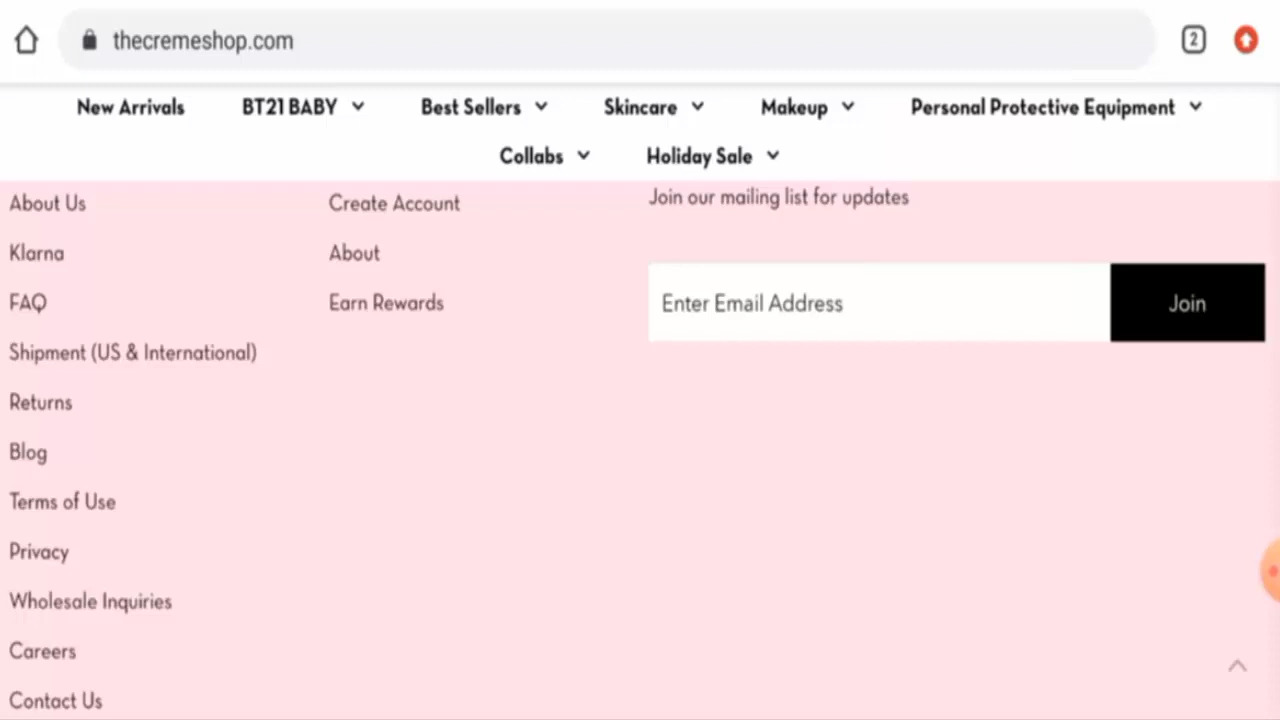 thecremeshop.com
2
New Arrivals
BT21 BABY
Best Sellers
Skincare
Makeup
Personal Protective Equipment
Collabs
Holiday Sale
About Us
Klarna
FAQ
Shipment (US & International)
Returns
Blog
Terms of Use
Privacy
Wholesale Inquiries
Careers
Contact Us
Create Account
About
Earn Rewards
Join our mailing list for updates
Enter Email Address
Join